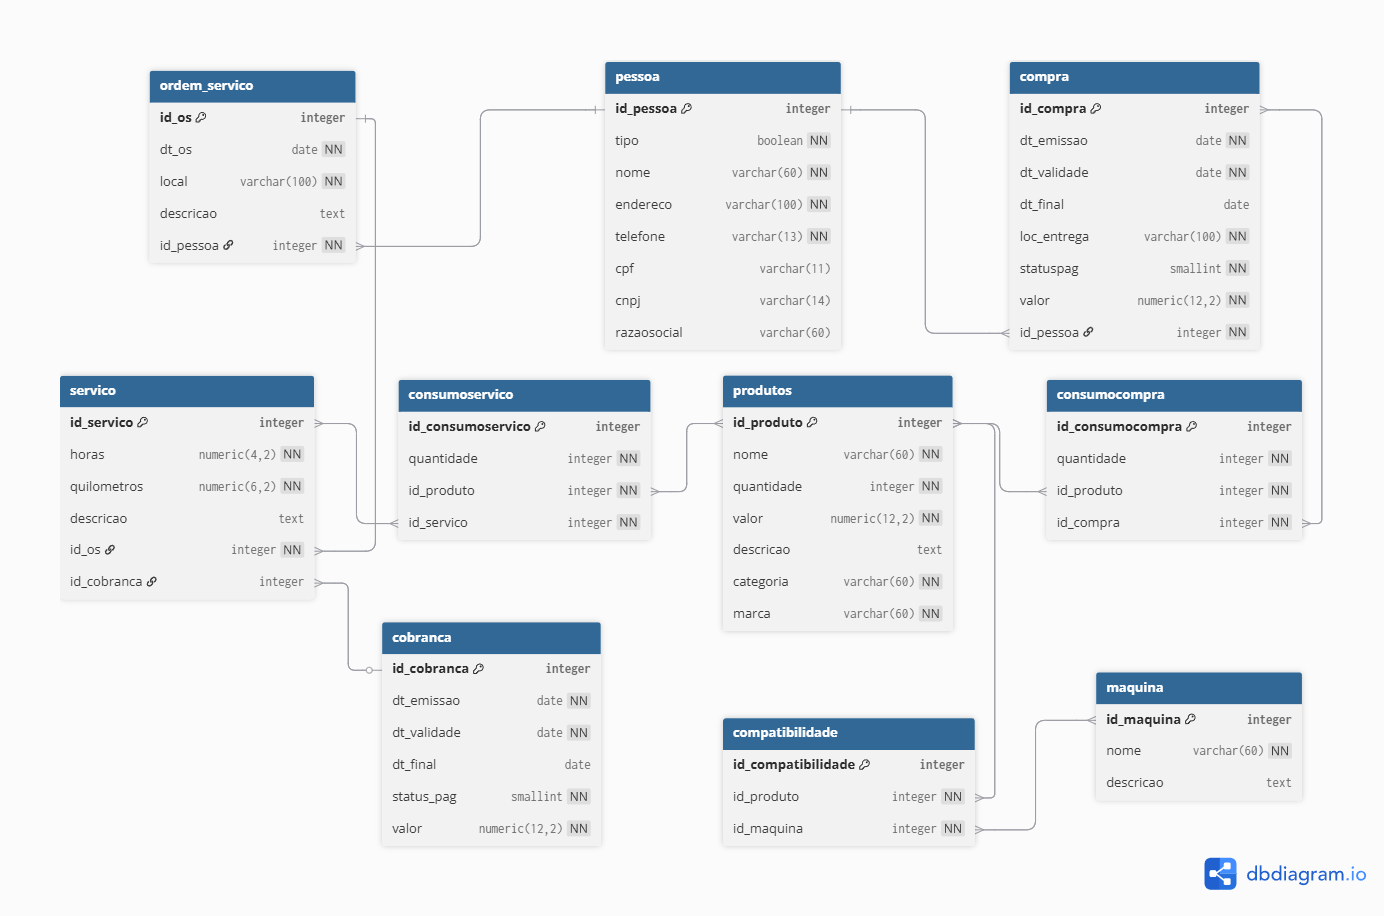 ordem_servico
id_os integer
dt_os date NN
local varchar(100) NN
descricao text
id_pessoa integer NN
pessoa
id_pessoa integer
tipo boolean NN
nome varchar(60) NN
endereco varchar(100) NN
telefone varchar(13) NN
cpf varchar(11)
cnpj varchar(14)
razaosocial varchar(60)
compra
id_compra integer
dt_emissao date NN
dt_validade date NN
dt_final date
loc_entrega varchar(100) NN
statuspag smallint NN
valor numeric(12,2) NN
id_pessoa integer NN
servico
id_servico integer
horas numeric(4,2) NN
quilometros numeric(6,2) NN
descricao text
id_os integer NN
id_cobranca integer
consumoservico
id_consumoservico integer
quantidade integer NN
id_produto integer NN
id_servico integer NN
produtos
id_produto integer
nome varchar(60) NN
quantidade integer NN
valor numeric(12,2) NN
descricao text
categoria varchar(60) NN
marca varchar(60) NN
consumocompra
id_consumocompra integer
quantidade integer NN
id_produto integer NN
id_compra integer NN
cobranca
id_cobranca integer
dt_emissao date NN
dt_validade date NN
dt_final date
status_pag smallint NN
valor numeric(12,2) NN
compatibilidade
id_compatibilidade integer
id_produto integer NN
id_maquina integer NN
maquina
id_maquina integer
nome varchar(60) NN
descricao text
dbdiagram.io